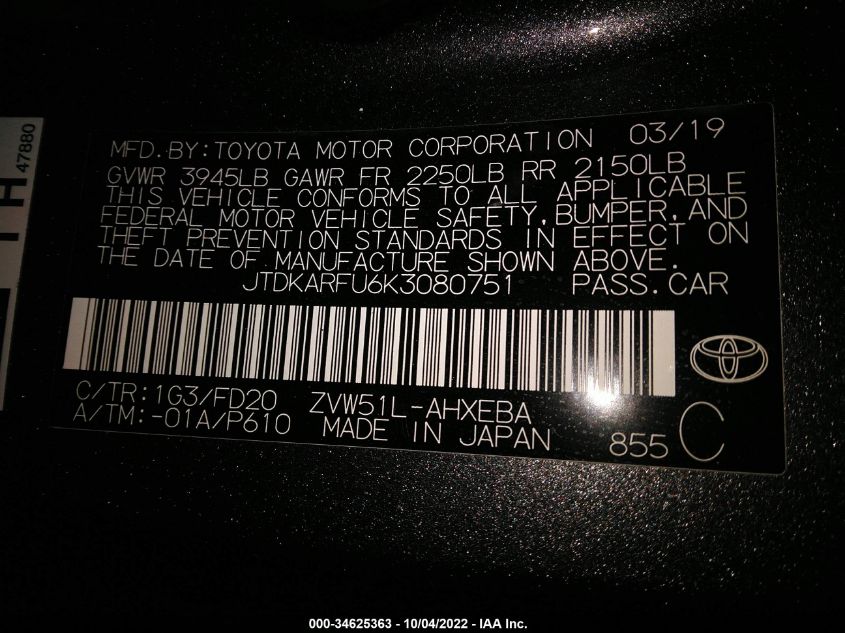 MFD. BY: TOYOTA MOTOR CORPORATION 03/19
GVWR 3945LB GAWR FR 2250LB RR 2150LB
THIS VEHICLE CONFORMS TO ALL APPLICABLE
FEDERAL MOTOR VEHICLE SAFETY, BUMPER, AND
THEFT PREVENTION STANDARDS IN EFFECT ON
THE DATE OF MANUFACTURE SHOWN ABOVE.
JTDKARFU6K3080751 PASS. CAR
C/TR: 1G3/FD20 ZVW51L-AHXEBA
A/TM: -01A/P610 MADE IN JAPAN 855 C
TH
47880
000-34625363 - 10/04/2022 - IAA Inc.